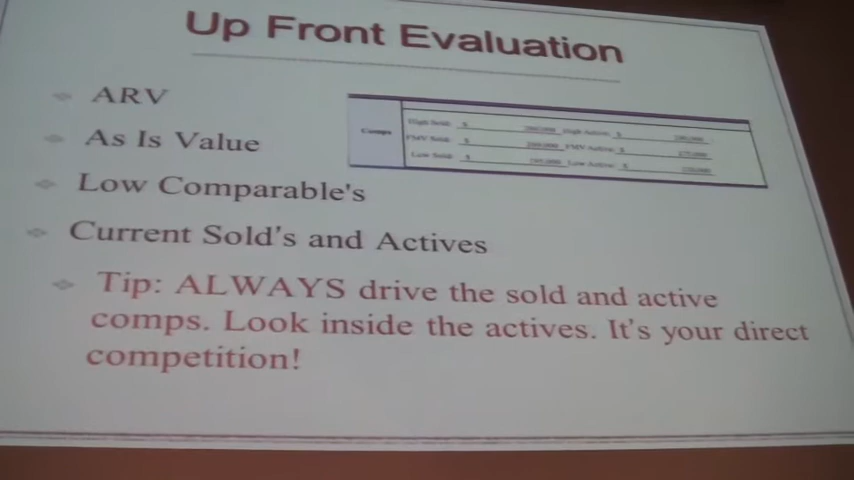 Up Front Evaluation
ARV
As Is Value
Low Comparable's
Current Sold's and Actives
Tip: ALWAYS drive the sold and active
comps. Look inside the actives. It's your direct
competition!
Comps
High Sold: $ High Active: $
FMV Sold: $ FMV Active: $
Low Sold: $ Low Active: $